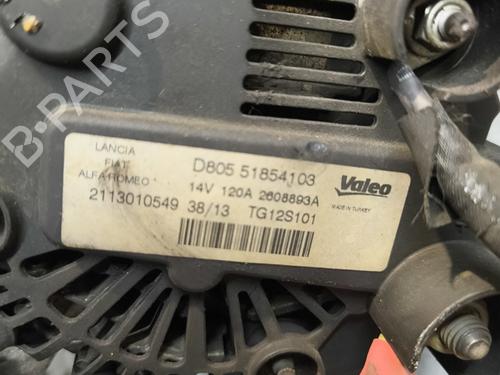 B-PARTS
LANCIA
FIAT
ALFA ROMEO
D805 51854103
14V 120A 2608893A
2113010549 38/13 TG12S101
Valeo
MADE IN TURKEY